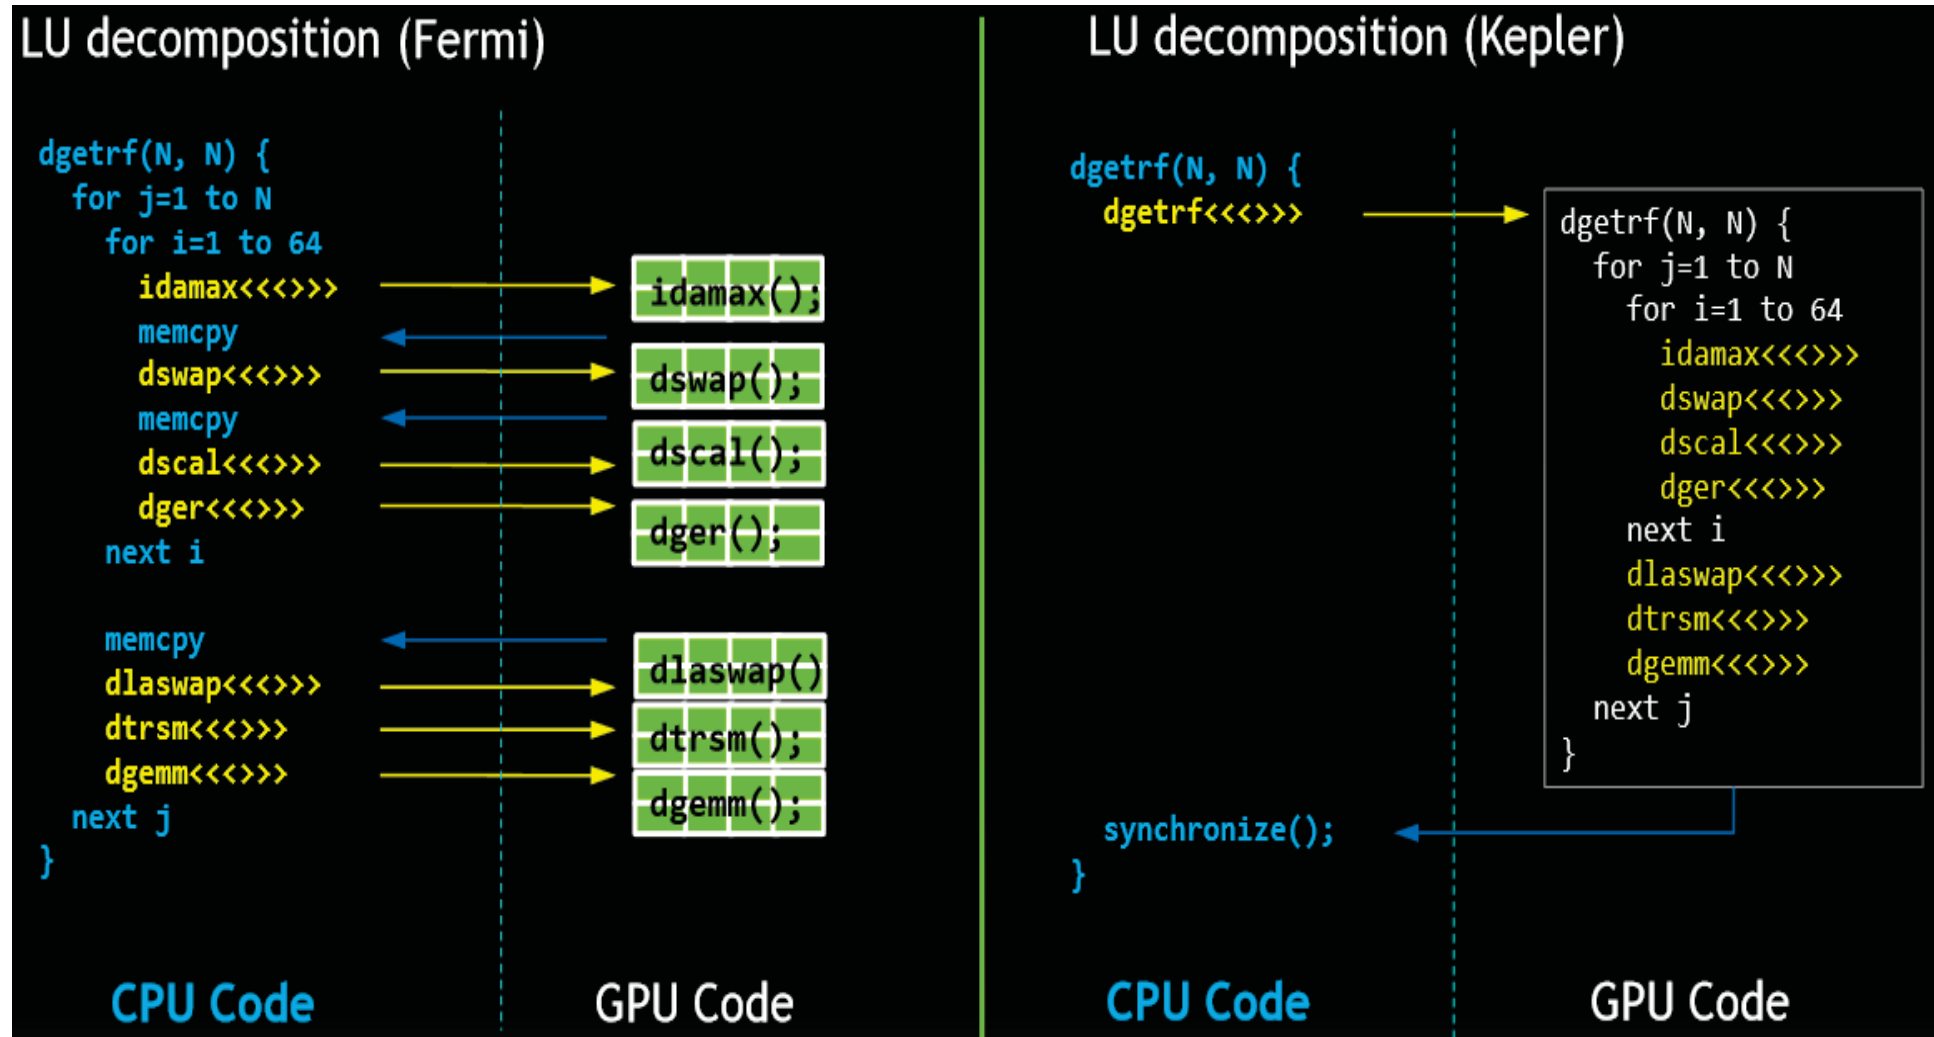 LU decomposition (Fermi)
dgetrf(N, N) {
for j=1 to N
for i=1 to 64
idamax<<<>>>
memcpy
dswap<<<>>>
memcpy
dscal<<<>>>
dger<<<>>>
next i
memcpy
dlaswap<<<>>>
dtrsm<<<>>>
dgemm<<<>>>
next j
}
CPU Code
idamax();
dswap();
dscal();
dger();
dlaswap()
dtrsm();
dgemm();
GPU Code
LU decomposition (Kepler)
dgetrf(N, N) {
dgetrf<<<>>>
synchronize();
}
CPU Code
dgetrf(N, N) {
for j=1 to N
for i=1 to 64
idamax<<<>>>
dswap<<<>>>
dscal<<<>>>
dger<<<>>>
next i
dlaswap<<<>>>
dtrsm<<<>>>
dgemm<<<>>>
next j
}
GPU Code